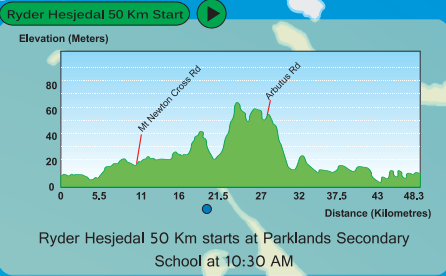 Ryder Hesjedal 50 Km Start
Elevation (Meters)
80
60
40
20
0
Mt Newton Cross Rd
Arbutus Rd
0 5,5 11 16 21,5 27 32 37,5 43 48,3
Distance (Kilometres)
Ryder Hesjedal 50 Km starts at Parklands Secondary
School at 10:30 AM